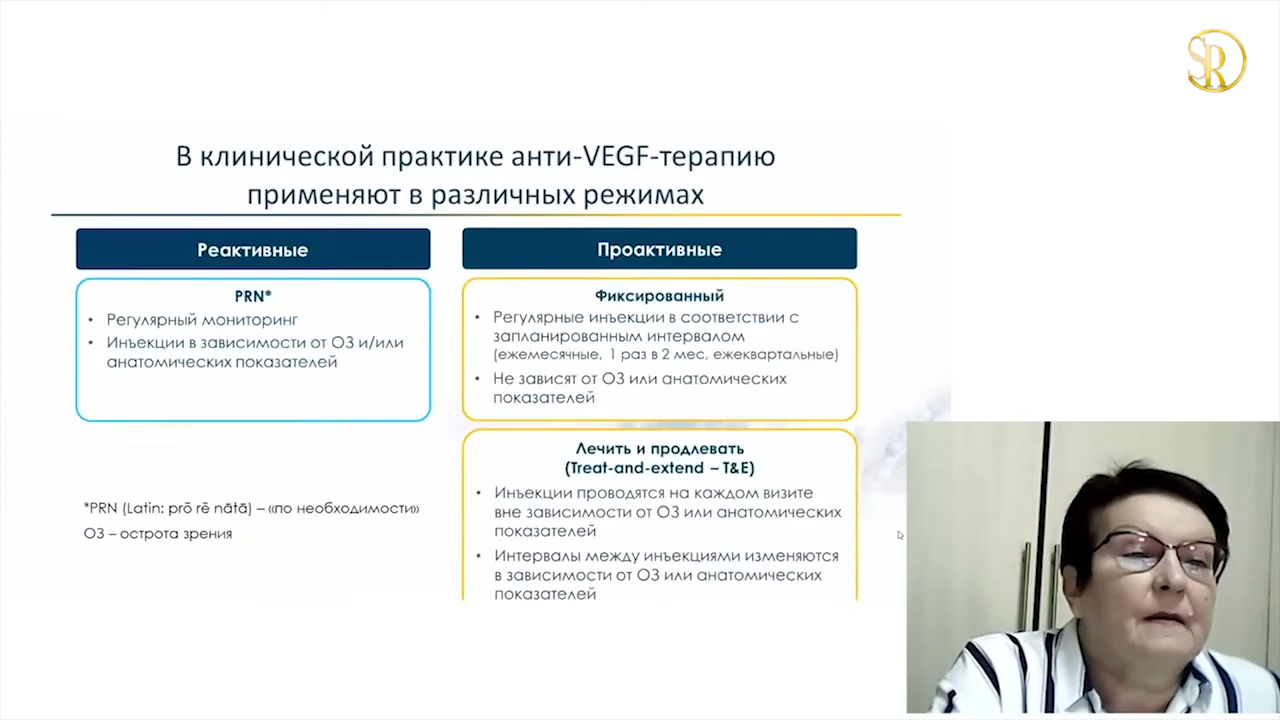 SR
В клинической практике анти-VEGF-терапию
применяют в различных режимах
Реактивные
PRN*
• Регулярный мониторинг
• Инъекции в зависимости от ОЗ и/или
анатомических показателей
*PRN (Latin: prō rē nātā) – «по необходимости»
ОЗ – острота зрения
Проактивные
Фиксированный
• Регулярные инъекции в соответствии с
запланированным интервалом
(ежемесячные, 1 раз в 2 мес, ежеквартальные)
• Не зависят от ОЗ или анатомических
показателей
Лечить и продлевать
(Treat-and-extend – T&E)
• Инъекции проводятся на каждом визите
вне зависимости от ОЗ или анатомических
показателей
• Интервалы между инъекциями изменяются
в зависимости от ОЗ или анатомических
показателей